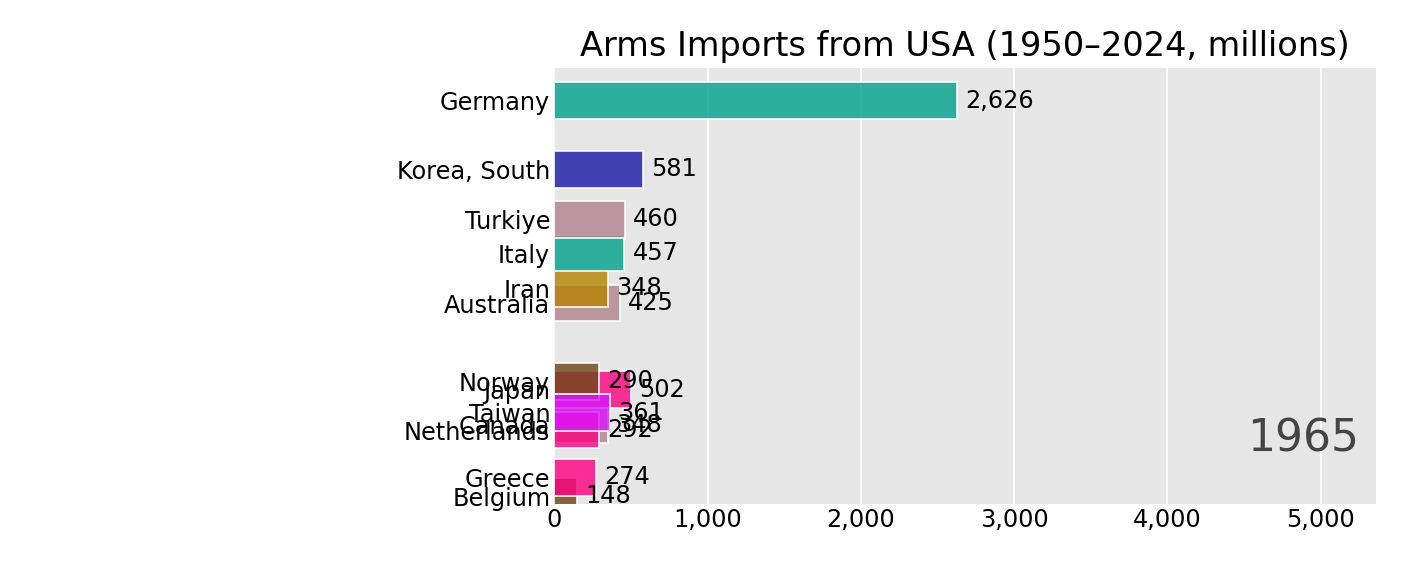 Arms Imports from USA (1950–2024, millions)
Germany 2,626
Korea, South 581
Turkiye 460
Italy 457
Iran 348
Australia 425
Norway 290
Japan 502
Taiwan 361
Canada 348
Netherlands 292
1965
Greece 274
Belgium 148
0 1,000 2,000 3,000 4,000 5,000